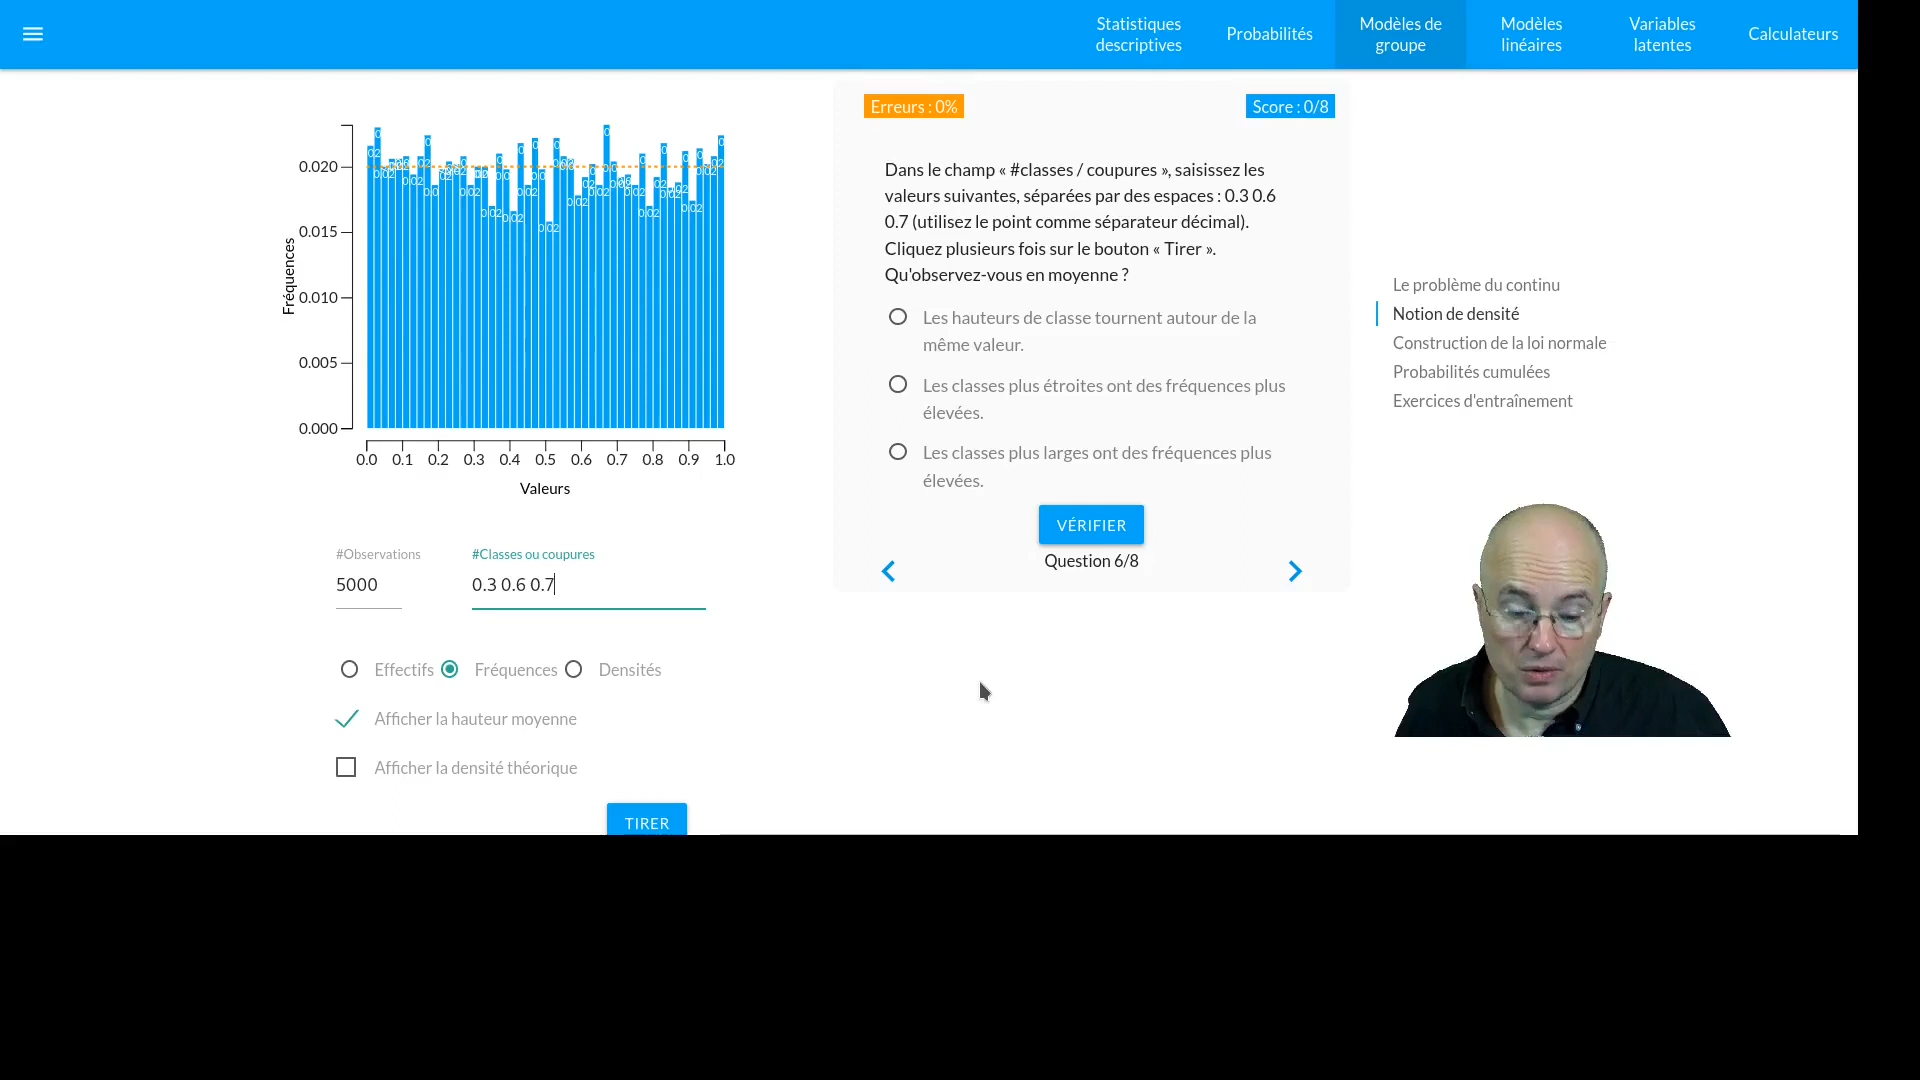 Statistiques descriptives
Probabilités
Modèles de groupe
Modèles linéaires
Variables latentes
Calculateurs
Erreurs : 0%
Score : 0/8
Dans le champ « #classes / coupures », saisissez les
valeurs suivantes, séparées par des espaces : 0.3 0.6
0.7 (utilisez le point comme séparateur décimal).
Cliquez plusieurs fois sur le bouton « Tirer ».
Qu'observez-vous en moyenne ?
Les hauteurs de classe tournent autour de la
même valeur.
Les classes plus étroites ont des fréquences plus
élevées.
Les classes plus larges ont des fréquences plus
élevées.
VÉRIFIER
Question 6/8
Le problème du continu
Notion de densité
Construction de la loi normale
Probabilités cumulées
Exercices d'entraînement
Fréquences
0.020
0.015
0.010
0.005
0.000
0.0 0.1 0.2 0.3 0.4 0.5 0.6 0.7 0.8 0.9 1.0
Valeurs
#Observations
5000
#Classes ou coupures
0.3 0.6 0.7
Effectifs
Fréquences
Densités
Afficher la hauteur moyenne
Afficher la densité théorique
TIRER